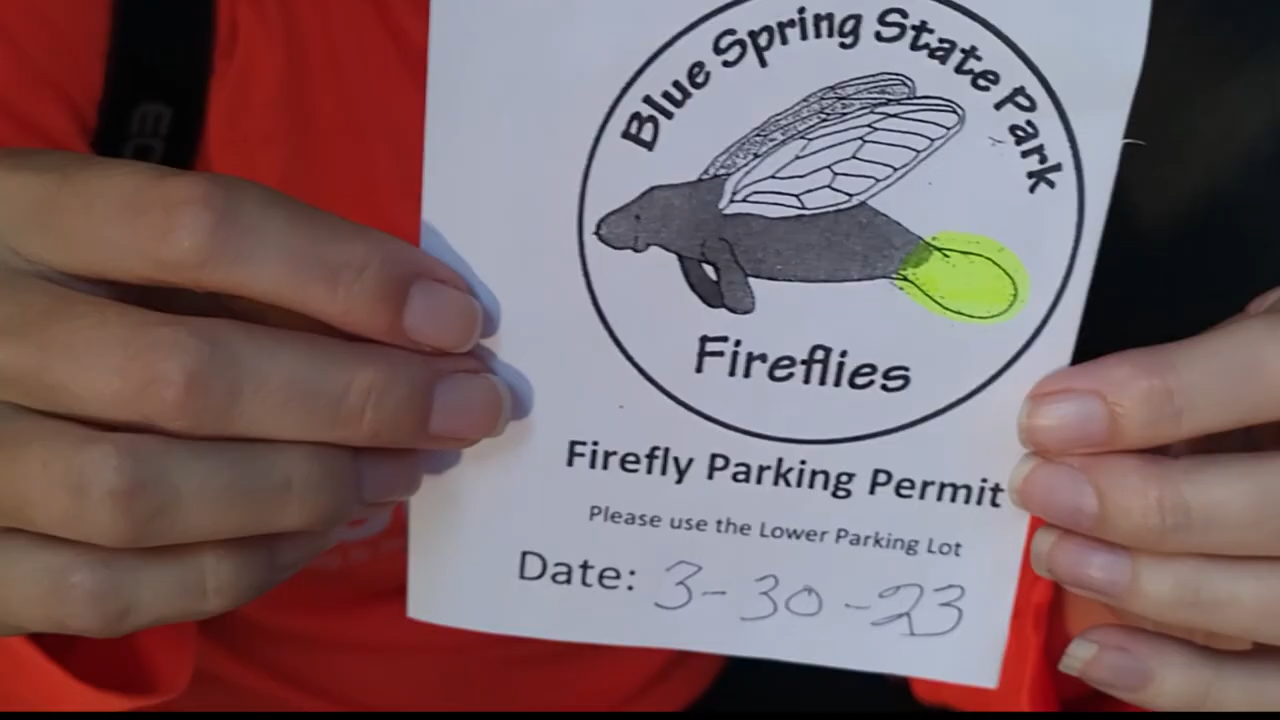 Blue Spring State Park
Fireflies
Firefly Parking Permit
Please use the Lower Parking Lot
Date: 3-30-23